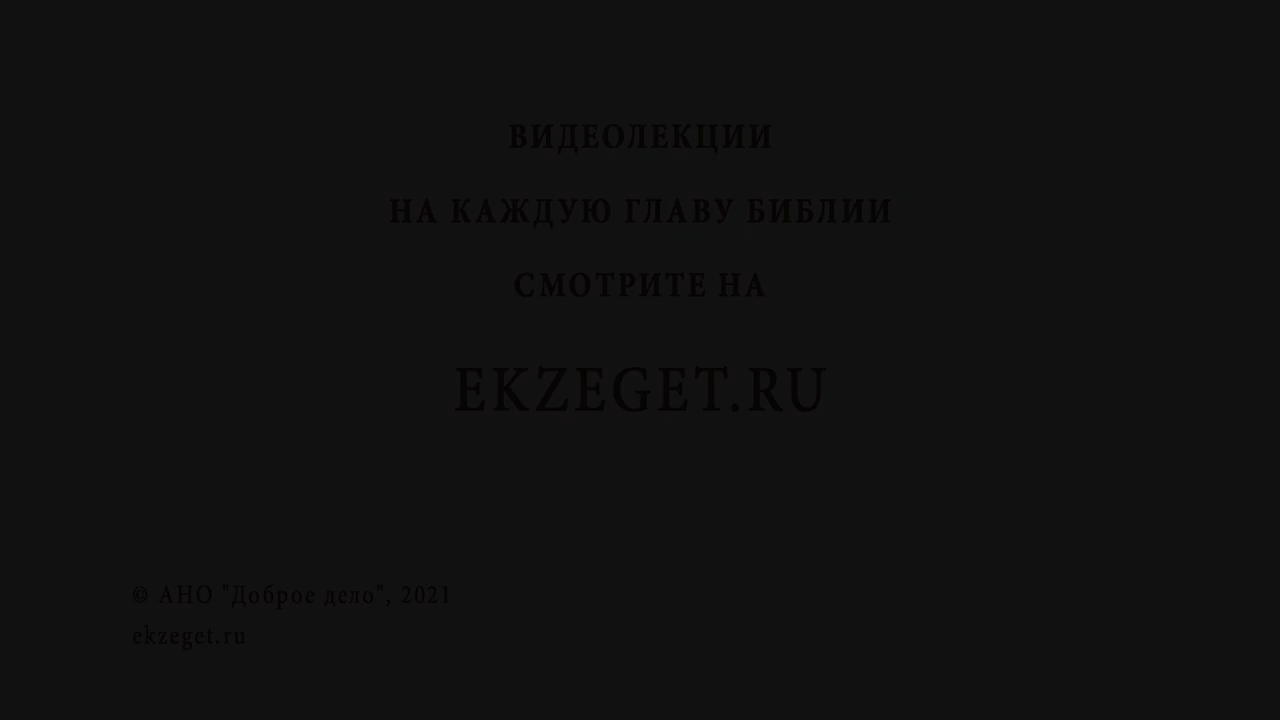 ВИДЕОЛЕКЦИИ
НА КАЖДУЮ ГЛАВУ БИБЛИИ
СМОТРИТЕ НА
EKZEGET.RU
© АНО "Доброе дело", 2021
ekzeget.ru